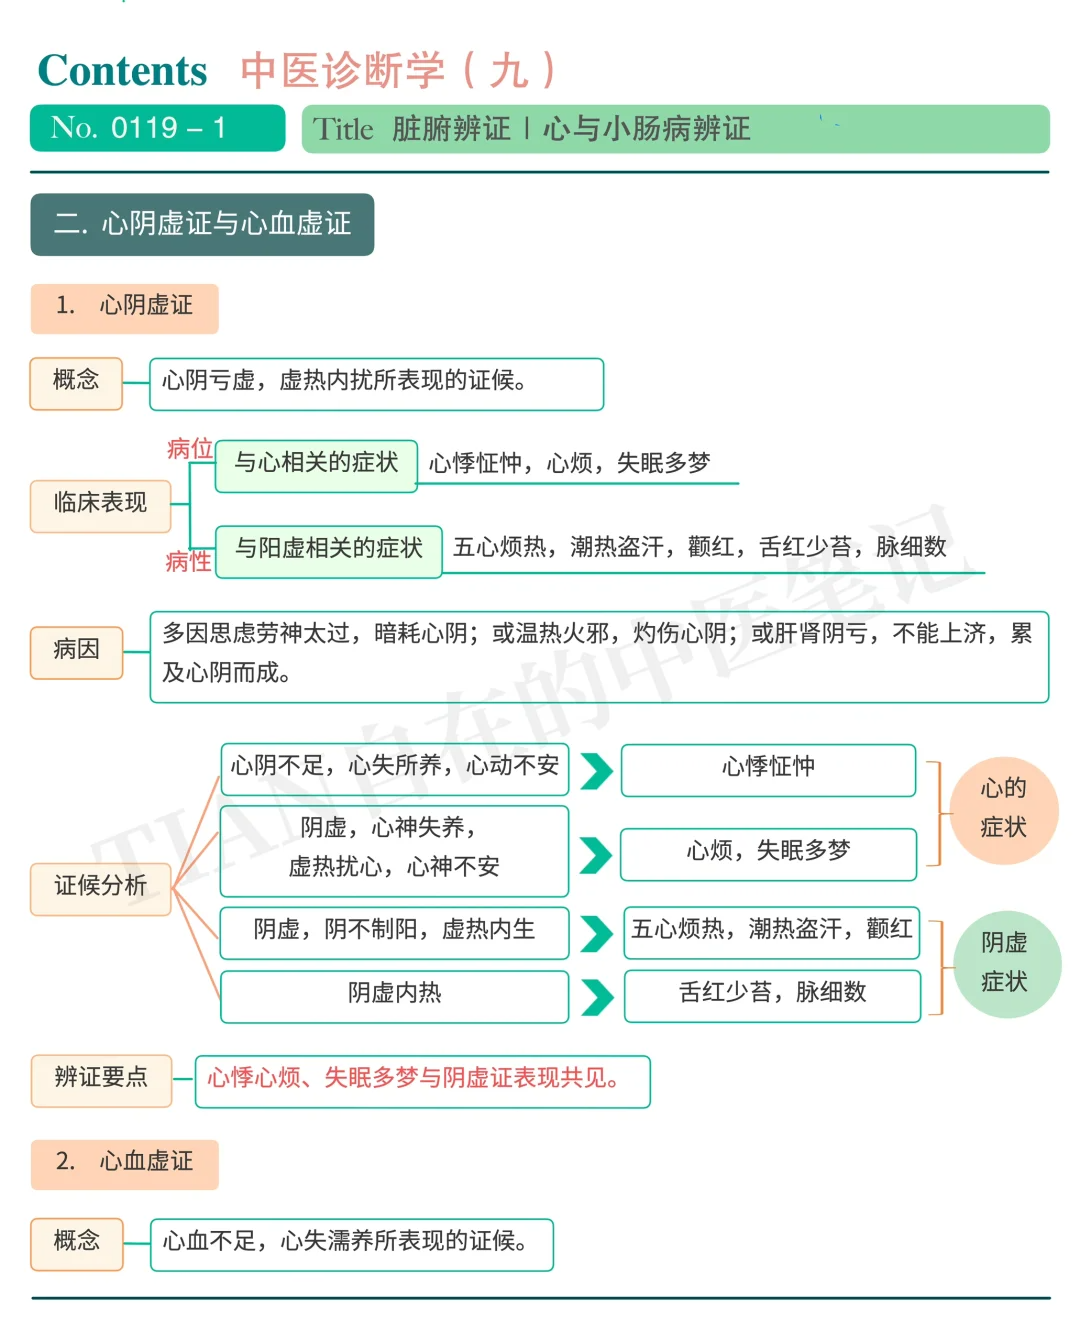 Contents 中医诊断学（九）
No. 0119 – 1
Title 脏腑辨证 | 心与小肠病辨证
二. 心阴虚证与心血虚证
1. 心阴虚证
概念
心阴亏虚，虚热内扰所表现的证候。
病位
与心相关的症状
心悸怔忡，心烦，失眠多梦
临床表现
病性
与阳虚相关的症状
五心烦热，潮热盗汗，颧红，舌红少苔，脉细数
病因
多因思虑劳神太过，暗耗心阴；或温热火邪，灼伤心阴；或肝肾阴亏，不能上济，累
及心阴而成。
证候分析
心阴不足，心失所养，心动不安
心悸怔忡
阴虚，心神失养，
虚热扰心，心神不安
心烦，失眠多梦
心的
症状
阴虚，阴不制阳，虚热内生
五心烦热，潮热盗汗，颧红
阴虚内热
舌红少苔，脉细数
阴虚
症状
辨证要点
心悸心烦、失眠多梦与阴虚证表现共见。
2. 心血虚证
概念
心血不足，心失濡养所表现的证候。
TIAN自在的中医笔记